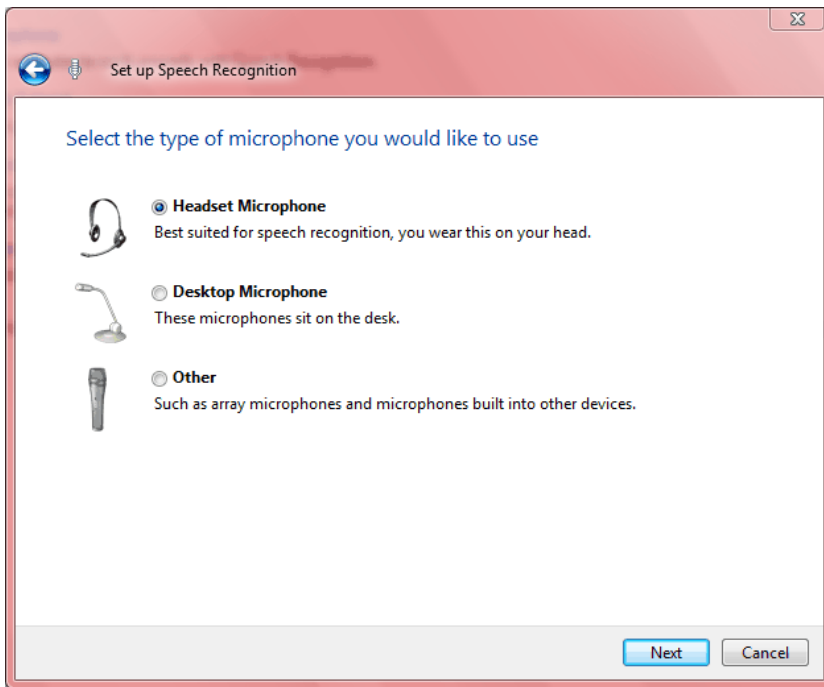 Set up Speech Recognition
Select the type of microphone you would like to use
Headset Microphone
Best suited for speech recognition, you wear this on your head.
Desktop Microphone
These microphones sit on the desk.
Other
Such as array microphones and microphones built into other devices.
Next
Cancel